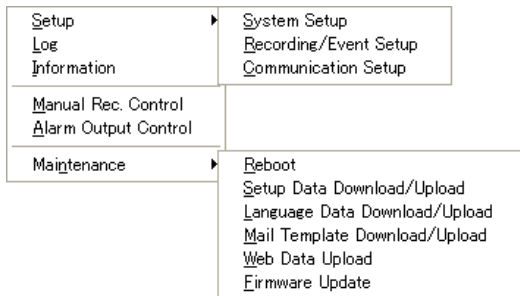 Setup
Log
Information
Manual Rec. Control
Alarm Output Control
Maintenance
System Setup
Recording/Event Setup
Communication Setup
Reboot
Setup Data Download/Upload
Language Data Download/Upload
Mail Template Download/Upload
Web Data Upload
Firmware Update